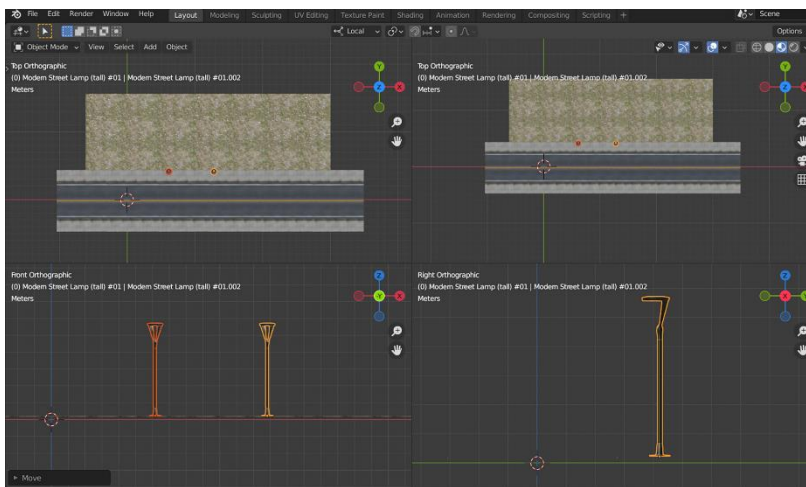 File Edit Render Window Help Layout Modeling Sculpting UV Editing Texture Paint Shading Animation Rendering Compositing Scripting + Scene
Local Options
Object Mode View Select Add Object
Top Orthographic
(0) Modern Street Lamp (tall) #01 | Modern Street Lamp (tall) #01.002
Meters
Y
Z
X
Top Orthographic
(0) Modern Street Lamp (tall) #01 | Modern Street Lamp (tall) #01.002
Meters
Y
Z
X
Front Orthographic
(0) Modern Street Lamp (tall) #01 | Modern Street Lamp (tall) #01.002
Meters
Z
Y
X
Move
Right Orthographic
(0) Modern Street Lamp (tall) #01 | Modern Street Lamp (tall) #01.002
Meters
Z
X
Y